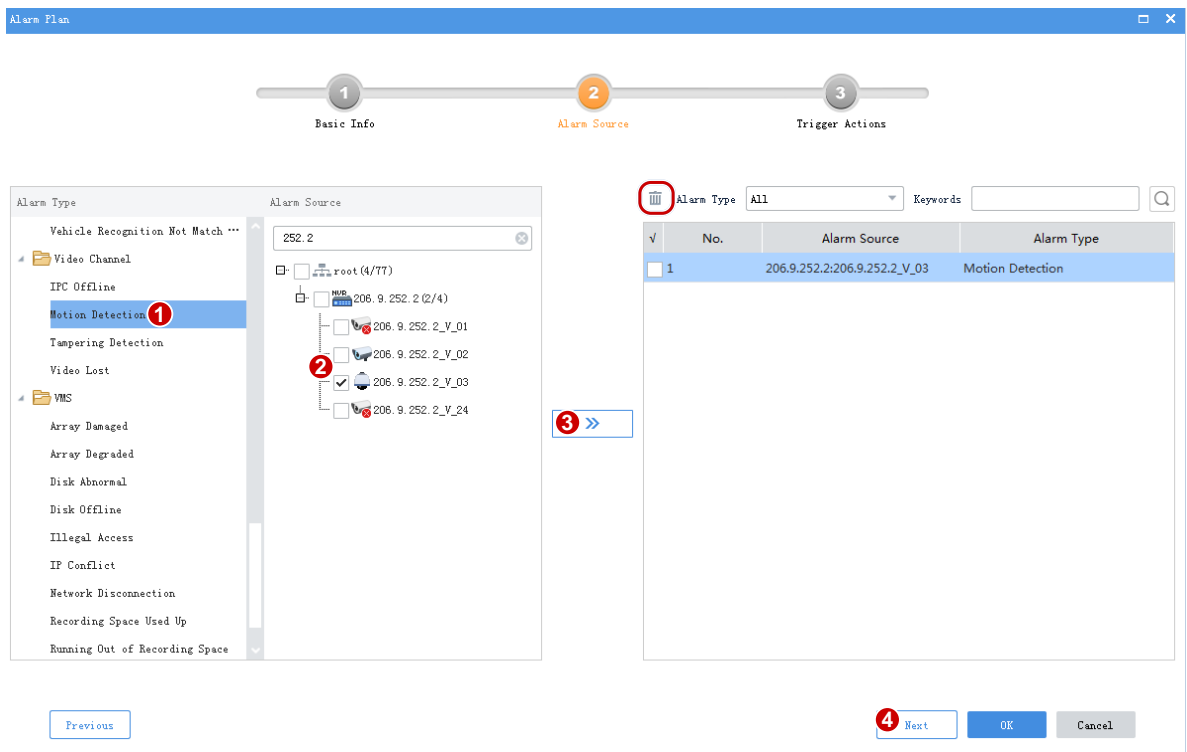 Alarm Plan
1
2
3
Basic Info
Alarm Source
Trigger Actions
Alarm Type
Alarm Source
Vehicle Recognition Not Match ...
Video Channel
IPC Offline
Motion Detection 1
Tampering Detection
Video Lost
VMS
Array Damaged
Array Degraded
Disk Abnormal
Disk Offline
Illegal Access
IP Conflict
Network Disconnection
Recording Space Used Up
Running Out of Recording Space
252.2
root(4/77)
NVR 206.9.252.2(2/4)
206.9.252.2_V_01
206.9.252.2_V_02
2
206.9.252.2_V_03
206.9.252.2_V_24
3 »
Alarm Type All Keywords
√ No. Alarm Source Alarm Type
1 206.9.252.2:206.9.252.2_V_03 Motion Detection
Previous
4 Next
OK
Cancel